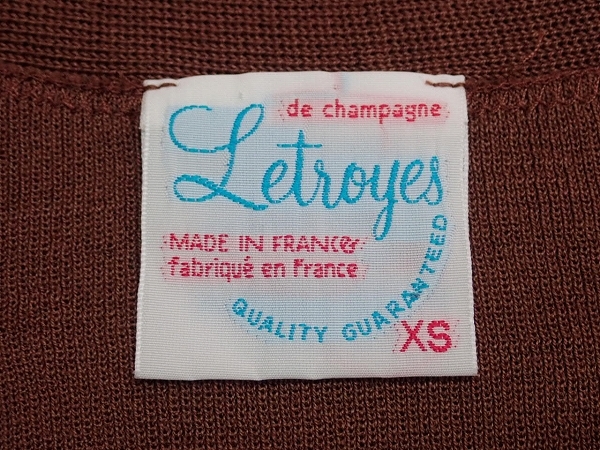 de champagne
Letroyes
MADE IN FRANCE
fabriqué en france
QUALITY GUARANTEED
XS